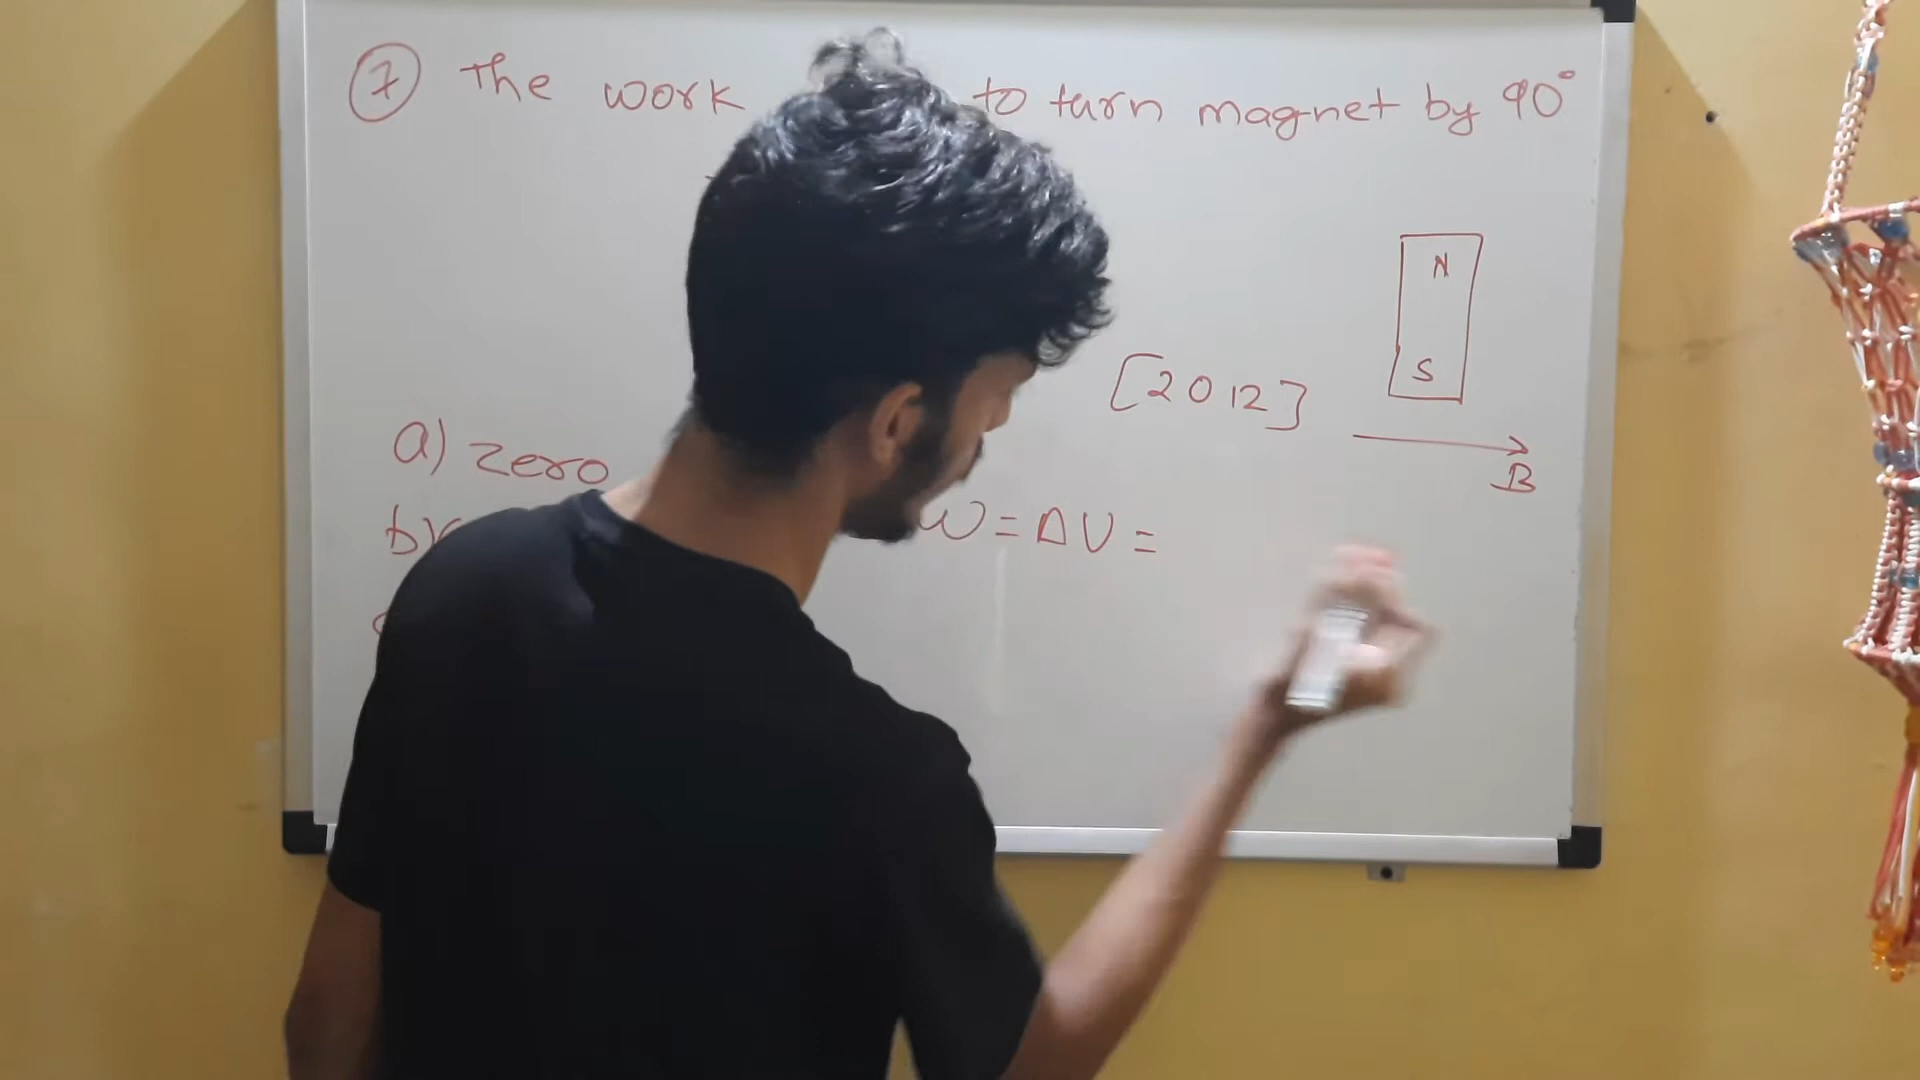 7 The work to turn magnet by 90°
N
S
[2012]
B
a) zero
b)
W = ΔU =